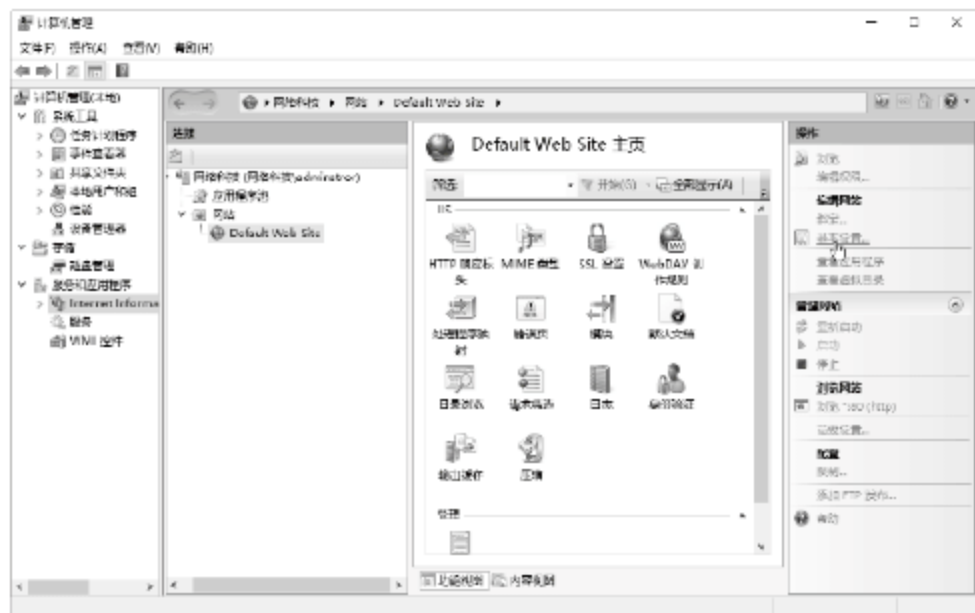 计算机管理
文件(F) 操作(A) 查看(V) 帮助(H)
计算机管理(本地)
系统工具
任务计划程序
事件查看器
共享文件夹
本地用户和组
性能
设备管理器
存储
磁盘管理
服务和应用程序
Internet Informa
服务
WMI 控件
网络科技 ▸ 网站 ▸ Default Web Site ▸
连接
应用程序池
网站
Default Web Site
Default Web Site 主页
筛选: 开始(G) 全部显示(A)
IIS
HTTP 响应标头
MIME 类型
SSL 设置
WebDAV 创作规则
处理程序映射
错误页
模块
默认文档
目录浏览
请求筛选
日志
身份验证
输出缓存
压缩
管理
功能视图 内容视图
操作
浏览
编辑权限...
编辑网站
绑定...
基本设置...
查看应用程序
查看虚拟目录
管理网站
重新启动
启动
停止
浏览网站
高级设置...
配置
限制...
添加 FTP 发布...
帮助